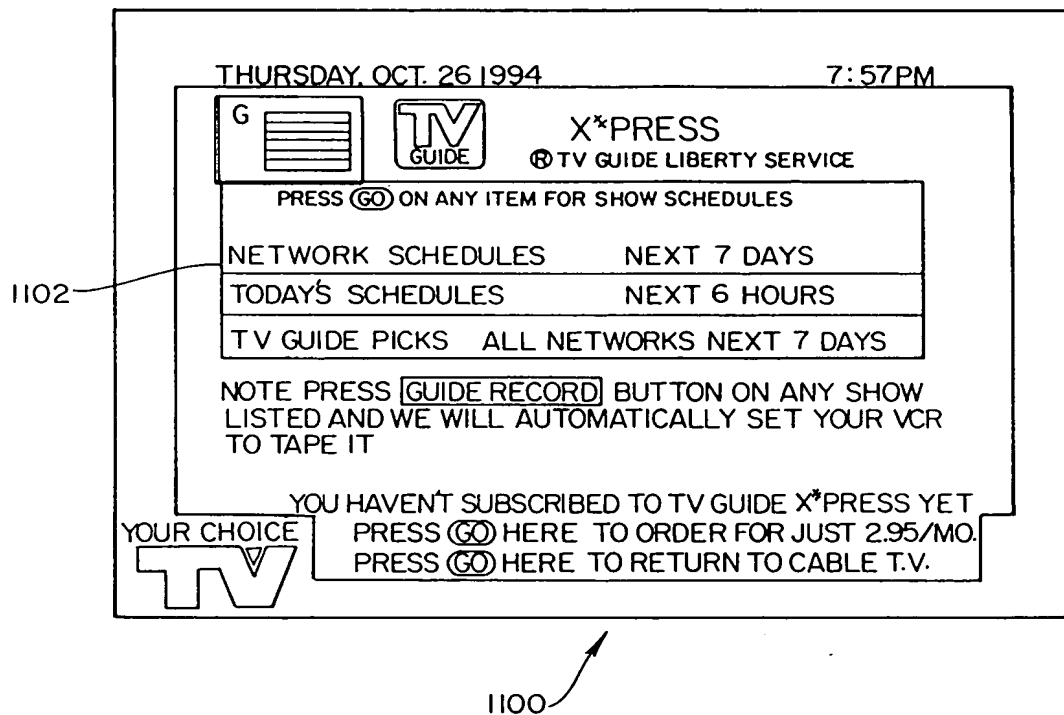 THURSDAY, OCT. 26 1994 7:57PM
G TV GUIDE X*PRESS
® TV GUIDE LIBERTY SERVICE
PRESS GO ON ANY ITEM FOR SHOW SCHEDULES
NETWORK SCHEDULES NEXT 7 DAYS
1102
TODAY'S SCHEDULES NEXT 6 HOURS
TV GUIDE PICKS ALL NETWORKS NEXT 7 DAYS
NOTE PRESS GUIDE RECORD BUTTON ON ANY SHOW
LISTED AND WE WILL AUTOMATICALLY SET YOUR VCR
TO TAPE IT
YOU HAVEN'T SUBSCRIBED TO TV GUIDE X*PRESS YET
YOUR CHOICE PRESS GO HERE TO ORDER FOR JUST 2.95/MO.
TV PRESS GO HERE TO RETURN TO CABLE T.V.
1100